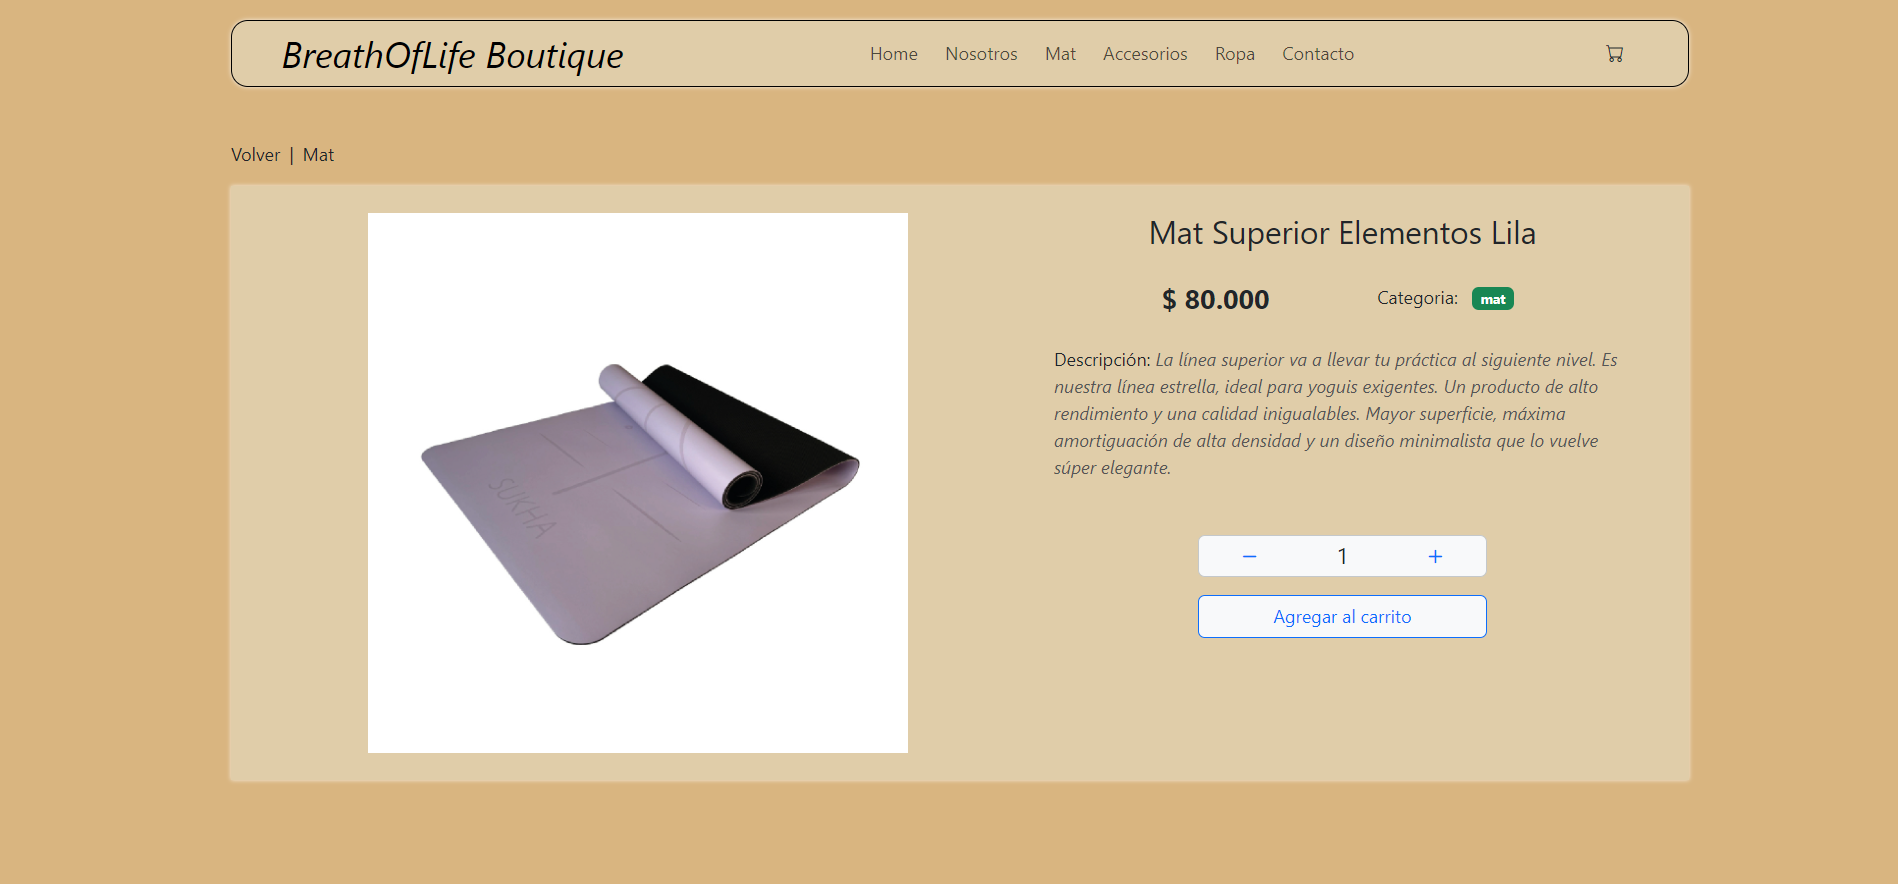 BreathOfLife Boutique
Home Nosotros Mat Accesorios Ropa Contacto
Volver | Mat
Mat Superior Elementos Lila
$ 80.000
Categoria: mat
Descripción: La línea superior va a llevar tu práctica al siguiente nivel. Es
nuestra línea estrella, ideal para yoguis exigentes. Un producto de alto
rendimiento y una calidad inigualables. Mayor superficie, máxima
amortiguación de alta densidad y un diseño minimalista que lo vuelve
súper elegante.
SUKHA
− 1 +
Agregar al carrito